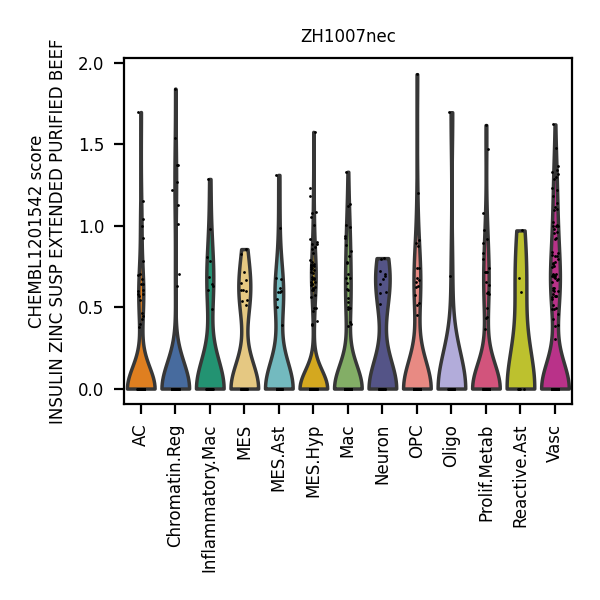 ZH1007nec
CHEMBL1201542 score
INSULIN ZINC SUSP EXTENDED PURIFIED BEEF
2.0
1.5
1.0
0.5
0.0
AC
Chromatin.Reg
Inflammatory.Mac
MES
MES.Ast
MES.Hyp
Mac
Neuron
OPC
Oligo
Prolif.Metab
Reactive.Ast
Vasc